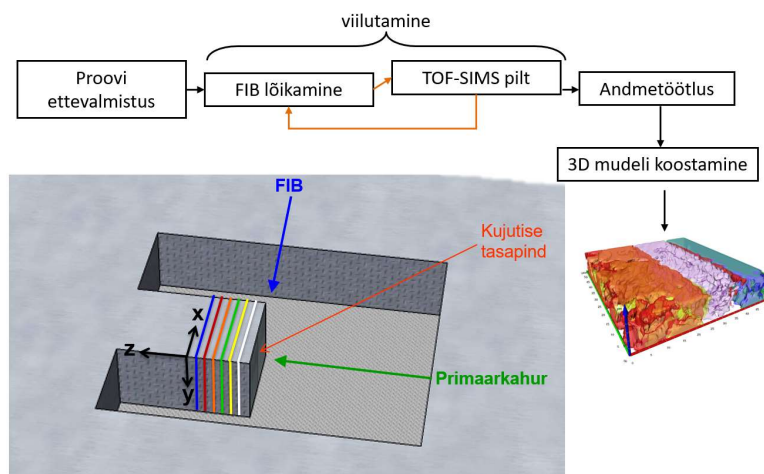 viilutamine
Proovi
ettevalmistus
FIB lõikamine
TOF-SIMS pilt
Andmetöötlus
3D mudeli koostamine
FIB
Kujutise
tasapind
x
z
y
Primaarkahur